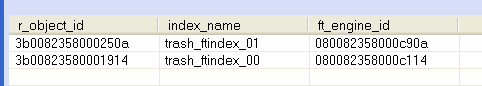 r_object_id index_name ft_engine_id
3b0082358000250a trash_ftindex_01 080082358000c90a
3b00823580001914 trash_ftindex_00 080082358000c114